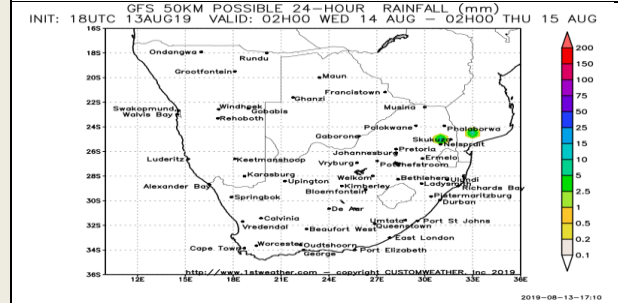 GFS 50KM POSSIBLE 24-HOUR RAINFALL (mm)
INIT: 18UTC 13AUG19 VALID: 02H00 WED 14 AUG - 02H00 THU 15 AUG
16S
Ondangwa
Rundu
18S
Grootfontein
Maun
20S
Francistown
Ghanzi
22S
Musina
Windhoek
Gobabis
Swakopmund
Walvis Bay
Rehoboth
24S
Polokwane
Phalaborwa
Gaborone
Skukuza
Nelspruit
Pretoria
26S
Johannesburg
Ermelo
Luderitz
Keetmanshoop
Vryburg
Potchefstroom
28S
Karasburg
Welkom
Bethlehem
Ulundi
Alexander Bay
Upington
Kimberley
Ladysmith
Richards Bay
Bloemfontein
Springbok
Pietermaritzburg
30S
Durban
De Aar
Calvinia
Umtata
Port St Johns
32S
Vredendal
Beaufort West
Queenstown
East London
Worcester
Oudtshoorn
34S
Cape Town
George
Port Elizabeth
http://www.1stweather.com - copyright CUSTOMWEATHER, Inc 2019
36S
12E 15E 18E 21E 24E 27E 30E 33E 36E
200
150
100
75
50
25
15
10
5
2.5
1
0.5
0.2
0.1
2019-08-13-17:10